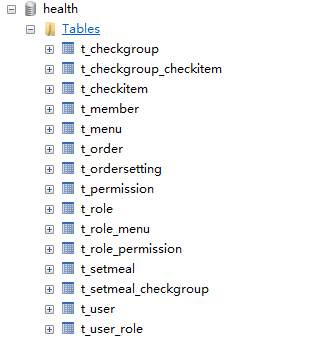 health
Tables
t_checkgroup
t_checkgroup_checkitem
t_checkitem
t_member
t_menu
t_order
t_ordersetting
t_permission
t_role
t_role_menu
t_role_permission
t_setmeal
t_setmeal_checkgroup
t_user
t_user_role